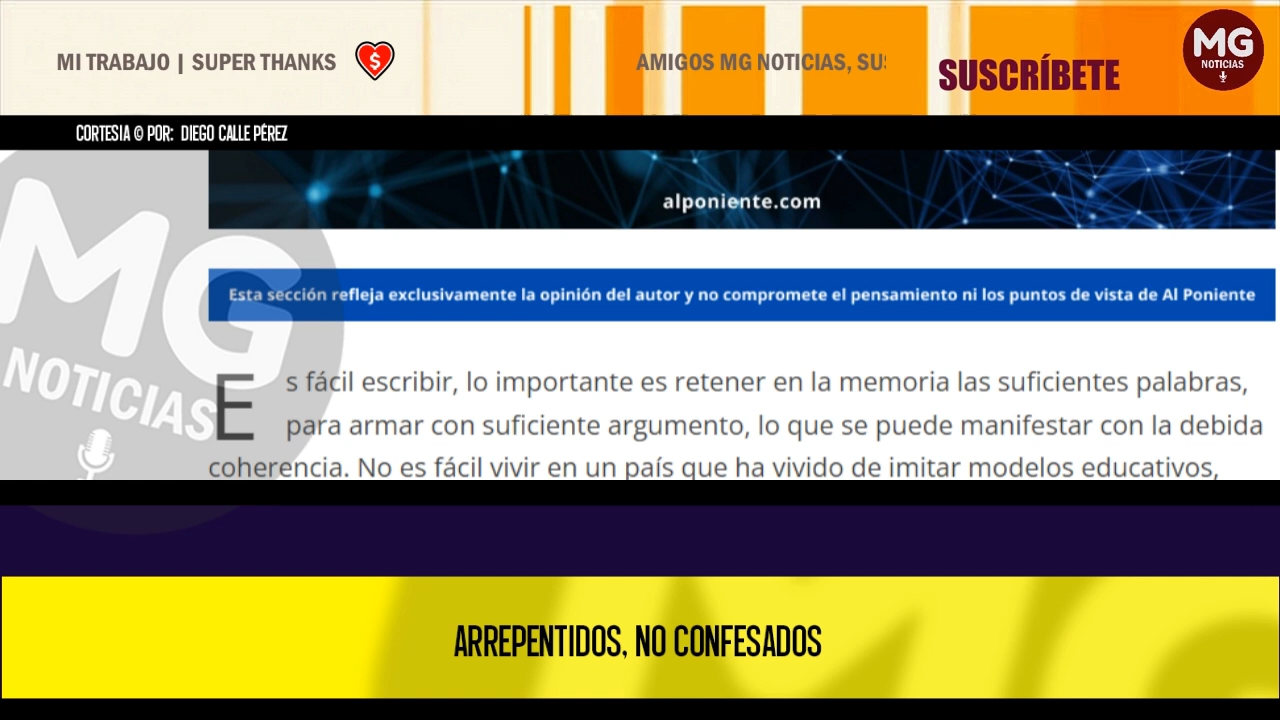 MI TRABAJO | SUPER THANKS
$
AMIGOS MG NOTICIAS,
SUSCRÍBETE
MG
NOTICIAS
CORTESIA © POR: DIEGO CALLE PÉREZ
alponiente.com
Esta sección refleja exclusivamente la opinión del autor y no compromete el pensamiento ni los puntos de vista de Al Poniente
MG
NOTICIAS
Es fácil escribir, lo importante es retener en la memoria las suficientes palabras,
para armar con suficiente argumento, lo que se puede manifestar con la debida
coherencia. No es fácil vivir en un país que ha vivido de imitar modelos educativos,
ARREPENTIDOS, NO CONFESADOS